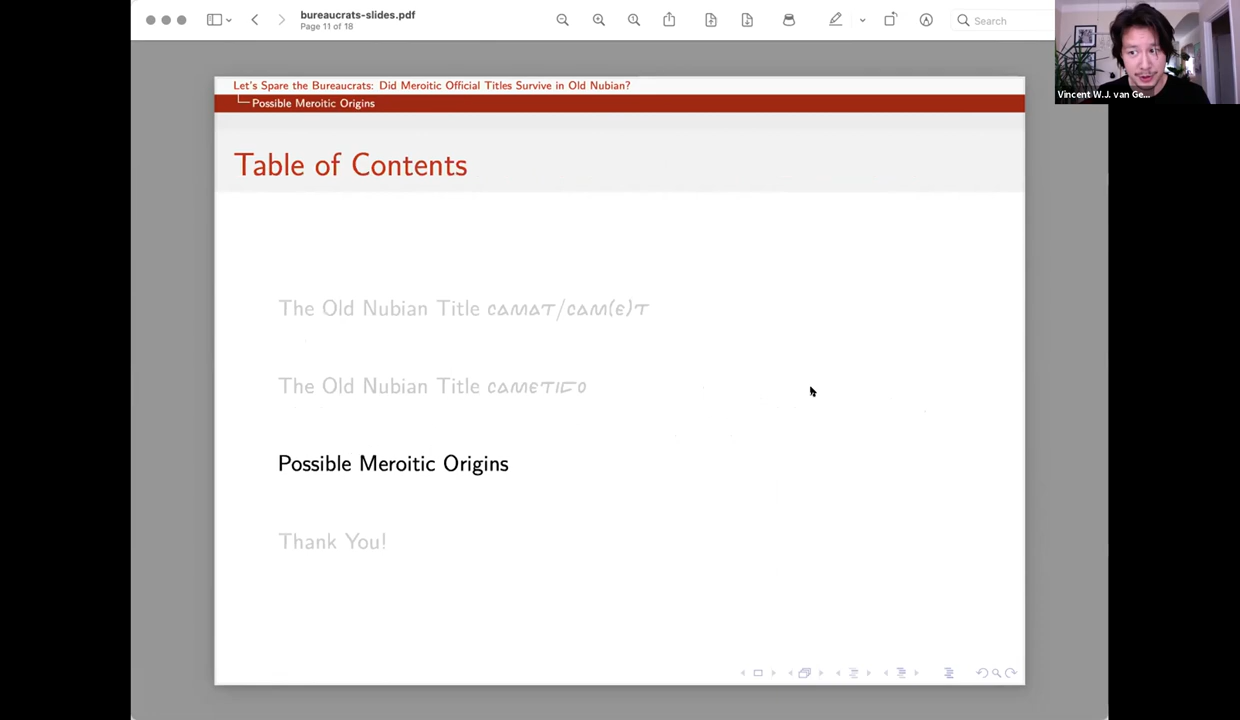 bureaucrats-slides.pdf
Page 11 of 18
Search
Vincent W.J. van Ge...
Let's Spare the Bureaucrats: Did Meroitic Official Titles Survive in Old Nubian?
Possible Meroitic Origins
Table of Contents
The Old Nubian Title ⲥⲁⲙⲁⲧ/ⲥⲁⲙ(ⲉ)ⲧ
The Old Nubian Title ⲥⲁⲙⲉⲧⲓϭⲟ
Possible Meroitic Origins
Thank You!